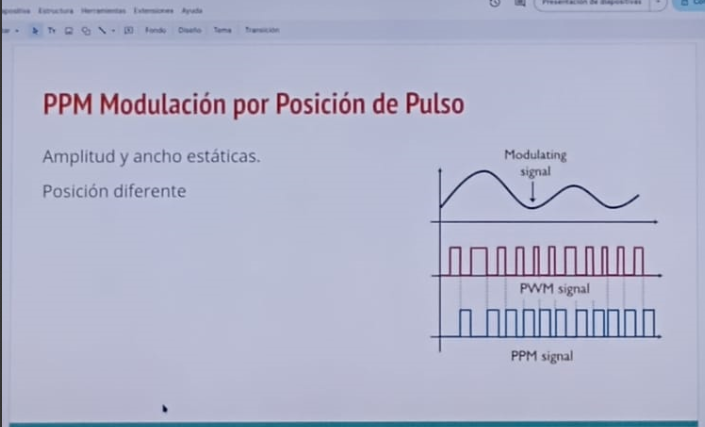 Estructura Herramientas Extensiones Ayuda
Presentación de diapositivas
Fondo Diseño Tema Transición
PPM Modulación por Posición de Pulso
Amplitud y ancho estáticas.
Posición diferente
Modulating
signal
PWM signal
PPM signal